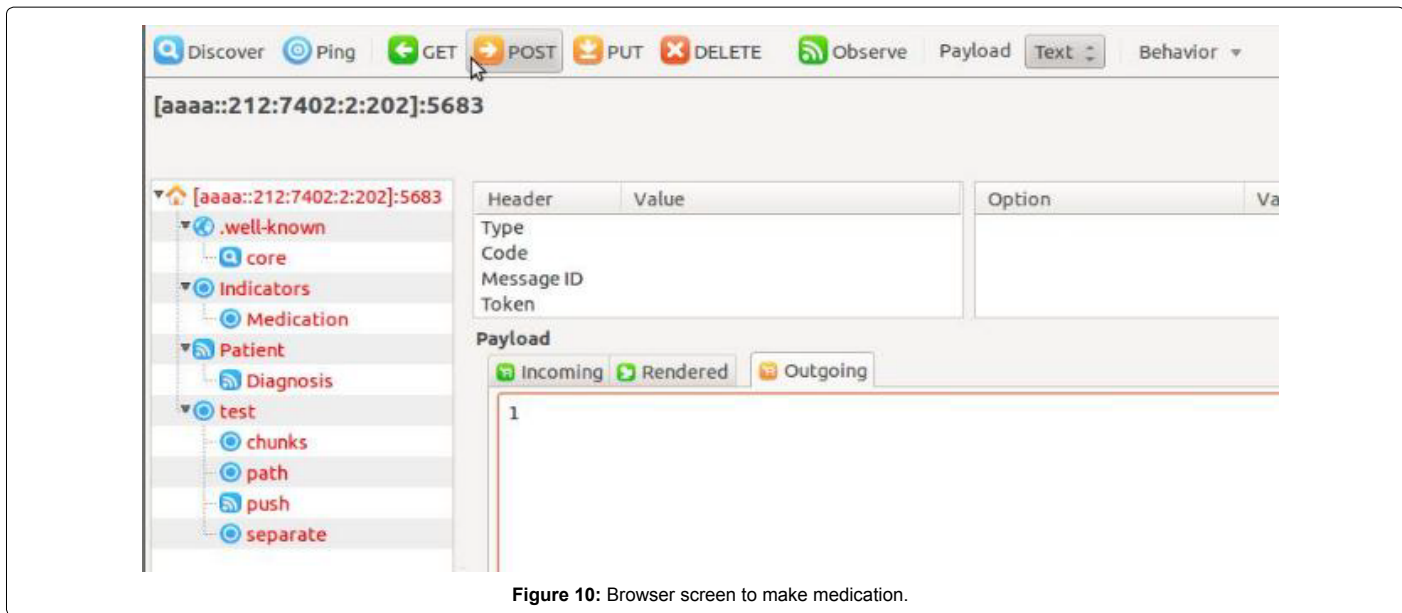 Discover Ping GET POST PUT DELETE Observe Payload Text Behavior
[aaaa::212:7402:2:202]:5683
[aaaa::212:7402:2:202]:5683
.well-known
core
Indicators
Medication
Patient
Diagnosis
test
chunks
path
push
separate
Header Value
Type
Code
Message ID
Token
Option Va
Payload
Incoming Rendered Outgoing
1
Figure 10: Browser screen to make medication.